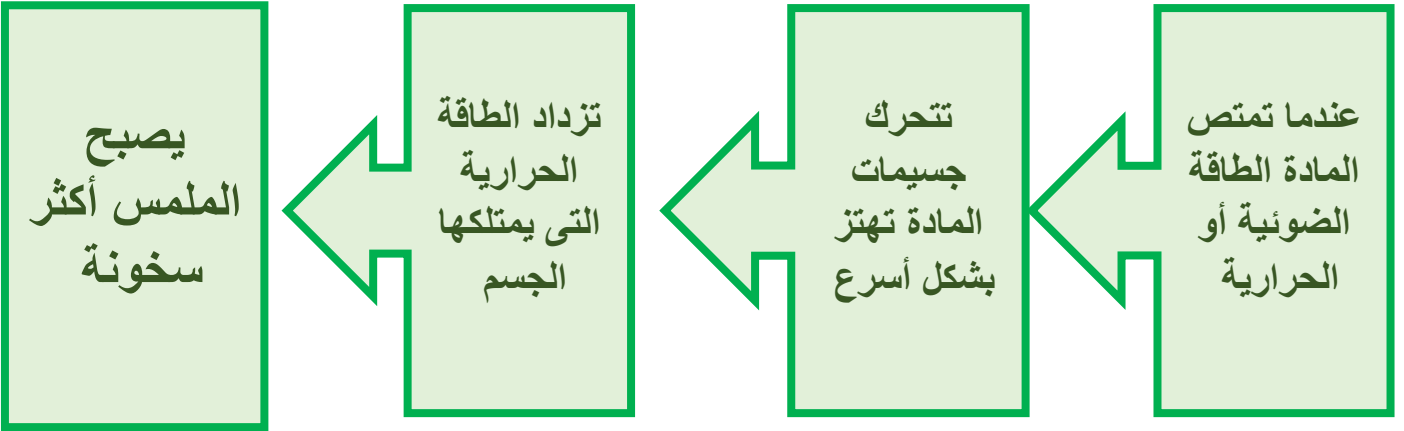 عندما تمتص
المادة الطاقة
الضوئية أو
الحرارية
تتحرك
جسيمات
المادة تهتز
بشكل أسرع
تزداد الطاقة
الحرارية
التى يمتلكها
الجسم
يصبح
الملمس أكثر
سخونة